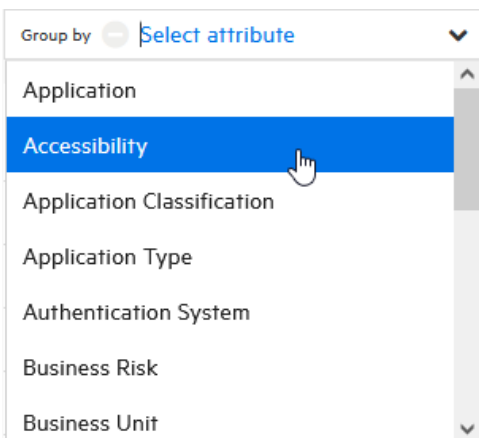 Group by Select attribute
Application
Accessibility
Application Classification
Application Type
Authentication System
Business Risk
Business Unit